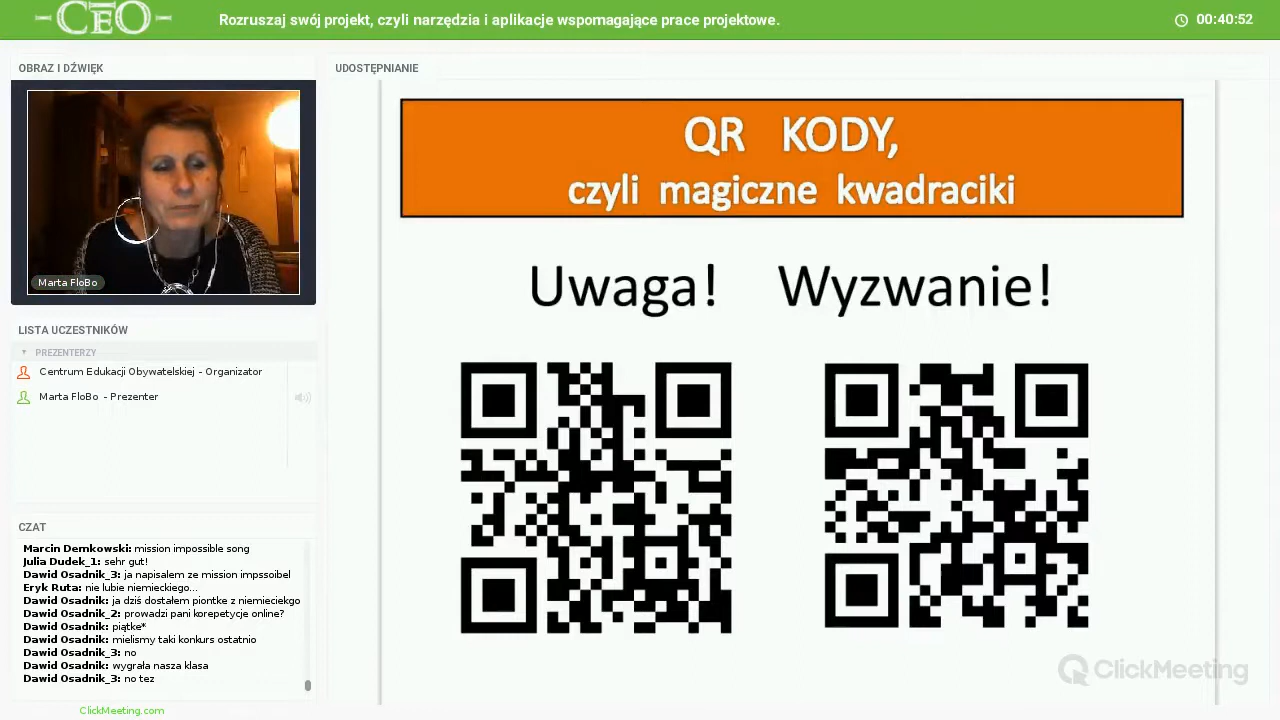 CEO
Rozruszaj swój projekt, czyli narzędzia i aplikacje wspomagające prace projektowe.
00:40:52
OBRAZ I DŹWIĘK
Marta FloBo
LISTA UCZESTNIKÓW
PREZENTERZY
Centrum Edukacji Obywatelskiej - Organizator
Marta FloBo - Prezenter
CZAT
Marcin Demkowski: mission impossible song
Julia Dudek_1: sehr gut!
Dawid Osadnik_3: ja napisalem ze mission impssoibel
Eryk Ruta: nie lubie niemieckiego...
Dawid Osadnik: ja dziś dostałem piontke z niemieciekgo
Dawid Osadnik_2: prowadzi pani korepetycje online?
Dawid Osadnik: piątke*
Dawid Osadnik: mielismy taki konkurs ostatnio
Dawid Osadnik_3: no
Dawid Osadnik: wygrała nasza klasa
Dawid Osadnik_3: no tez
ClickMeeting.com
UDOSTĘPNIANIE
QR KODY,
czyli magiczne kwadraciki
Uwaga! Wyzwanie!
ClickMeeting